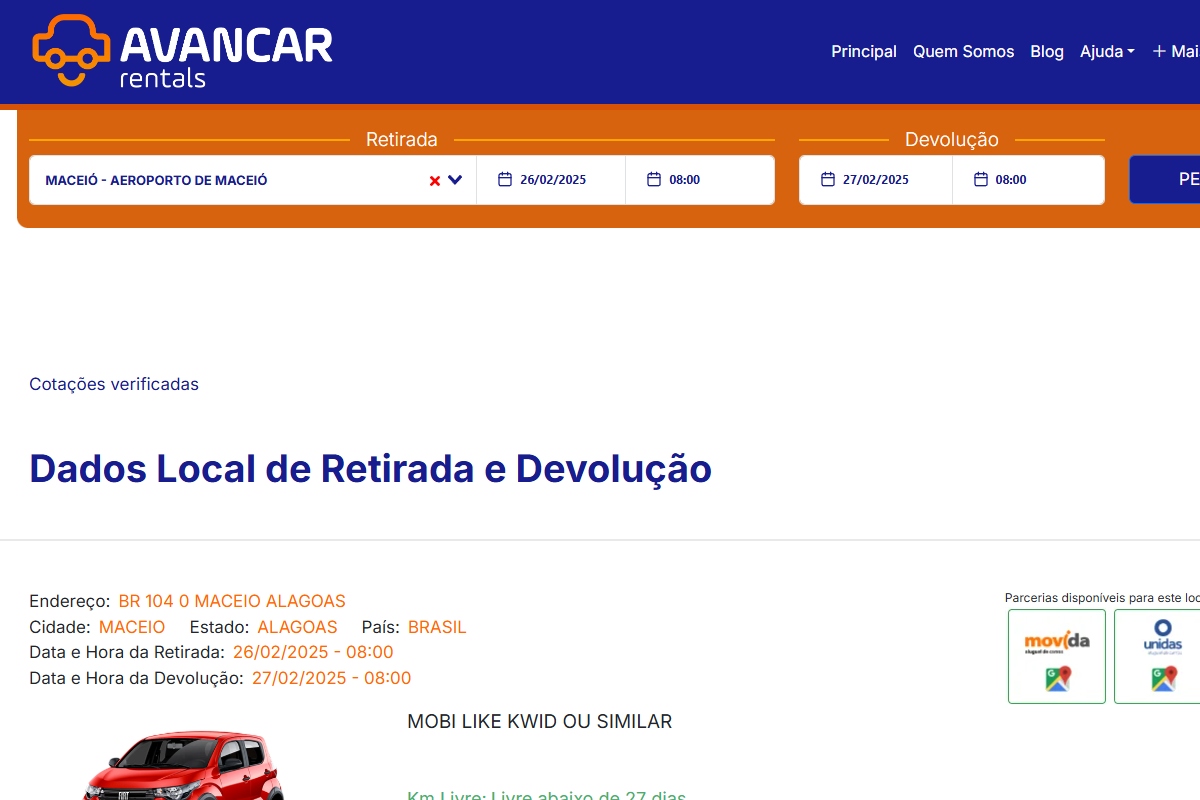 AVANCAR
rentals
Principal Quem Somos Blog Ajuda + Mai
Retirada Devolução
MACEIÓ - AEROPORTO DE MACEIÓ 26/02/2025 08:00 27/02/2025 08:00 PE
Cotações verificadas
Dados Local de Retirada e Devolução
Endereço: BR 104 0 MACEIO ALAGOAS
Cidade: MACEIO Estado: ALAGOAS País: BRASIL
Data e Hora da Retirada: 26/02/2025 - 08:00
Data e Hora da Devolução: 27/02/2025 - 08:00
Parcerias disponíveis para este loc
movida
aluguel de carros
unidas
MOBI LIKE KWID OU SIMILAR
Km Livre: Livre abaixo de 27 dias